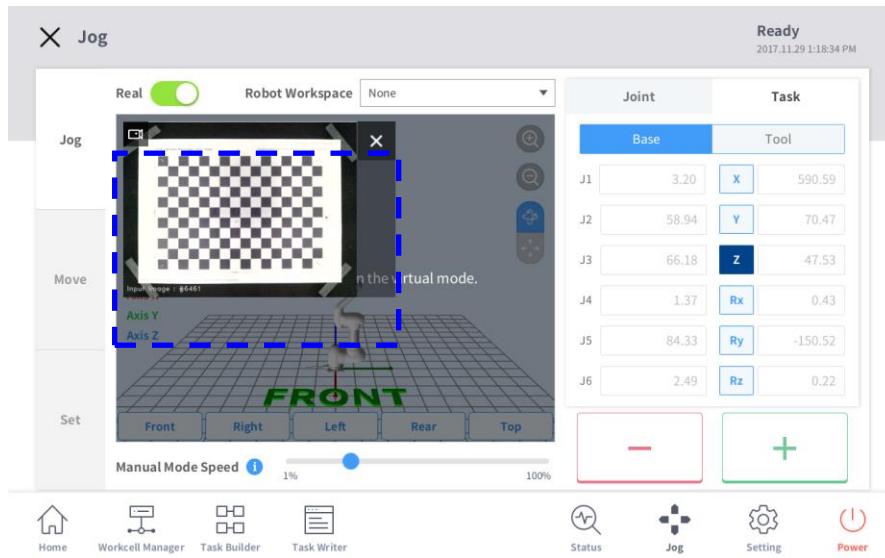 Jog
Ready
2017.11.29 1:18:34 PM
Real
Robot Workspace
None
Joint
Task
Jog
Base
Tool
J1
3.20
X
590.59
J2
58.94
Y
70.47
J3
66.18
Z
47.53
J4
1.37
Rx
0.43
J5
84.33
Ry
-150.52
J6
2.49
Rz
0.22
Move
Input Image : #6461
n the virtual mode.
Axis Y
Axis Z
FRONT
Set
Front
Right
Left
Rear
Top
Manual Mode Speed
i
1%
100%
−
+
Home
Workcell Manager
Task Builder
Task Writer
Status
Jog
Setting
Power